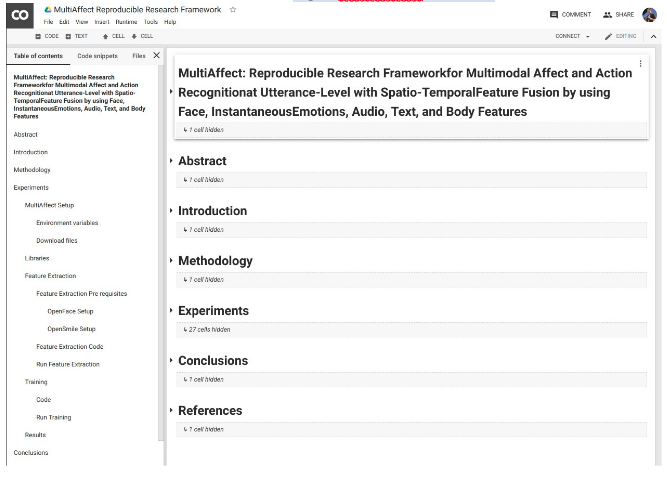 CO
MultiAffect Reproducible Research Framework
File Edit View Insert Runtime Tools Help
COMMENT SHARE
CODE TEXT CELL CELL
CONNECT EDITING
Table of contents Code snippets Files
MultiAffect: Reproducible Research
Frameworkfor Multimodal Affect and Action
Recognitionat Utterance-Level with Spatio-
TemporalFeature Fusion by using Face,
InstantaneousEmotions, Audio, Text, and Body
Features
Abstract
Introduction
Methodology
Experiments
MultiAffect Setup
Environment variables
Download files
Libraries
Feature Extraction
Feature Extraction Pre requisites
OpenFace Setup
OpenSmile Setup
Feature Extraction Code
Run Feature Extraction
Training
Code
Run Training
Results
Conclusions
MultiAffect: Reproducible Research Frameworkfor Multimodal Affect and Action
Recognitionat Utterance-Level with Spatio-TemporalFeature Fusion by using
Face, InstantaneousEmotions, Audio, Text, and Body Features
↳ 1 cell hidden
Abstract
↳ 1 cell hidden
Introduction
↳ 1 cell hidden
Methodology
↳ 1 cell hidden
Experiments
↳ 27 cells hidden
Conclusions
↳ 1 cell hidden
References
↳ 1 cell hidden